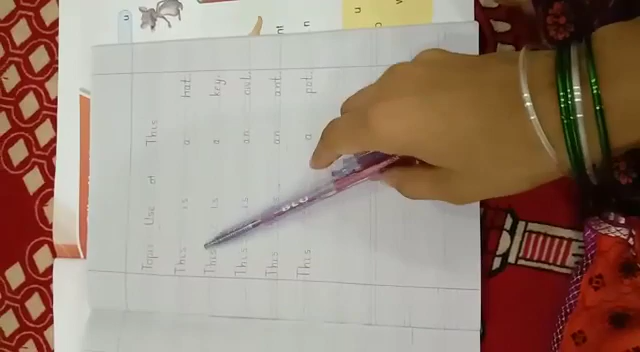 Topic Use of This
This is a hat.
This is a key.
This is an owl.
This an ant.
This a pot.
u
n
u